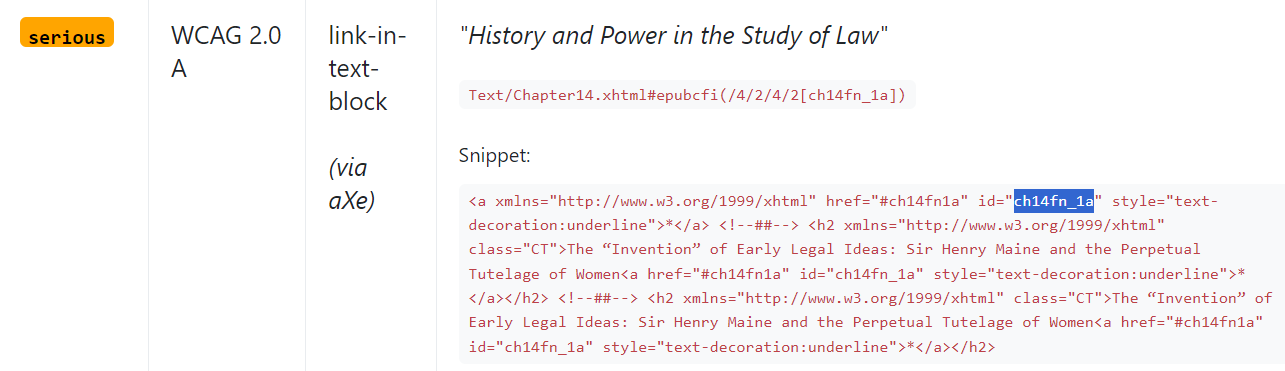 serious
WCAG 2.0
A
link-in-
text-
block
(via
aXe)
"History and Power in the Study of Law"
Text/Chapter14.xhtml#epubcfi(/4/2/4/2[ch14fn_1a])
Snippet:
<a xmlns="http://www.w3.org/1999/xhtml" href="#ch14fn1a" id="ch14fn_1a" style="text-
decoration:underline">*</a> <!--##--> <h2 xmlns="http://www.w3.org/1999/xhtml"
class="CT">The “Invention” of Early Legal Ideas: Sir Henry Maine and the Perpetual
Tutelage of Women<a href="#ch14fn1a" id="ch14fn_1a" style="text-decoration:underline">*
</a></h2> <!--##--> <h2 xmlns="http://www.w3.org/1999/xhtml" class="CT">The “Invention” of
Early Legal Ideas: Sir Henry Maine and the Perpetual Tutelage of Women<a href="#ch14fn1a"
id="ch14fn_1a" style="text-decoration:underline">*</a></h2>